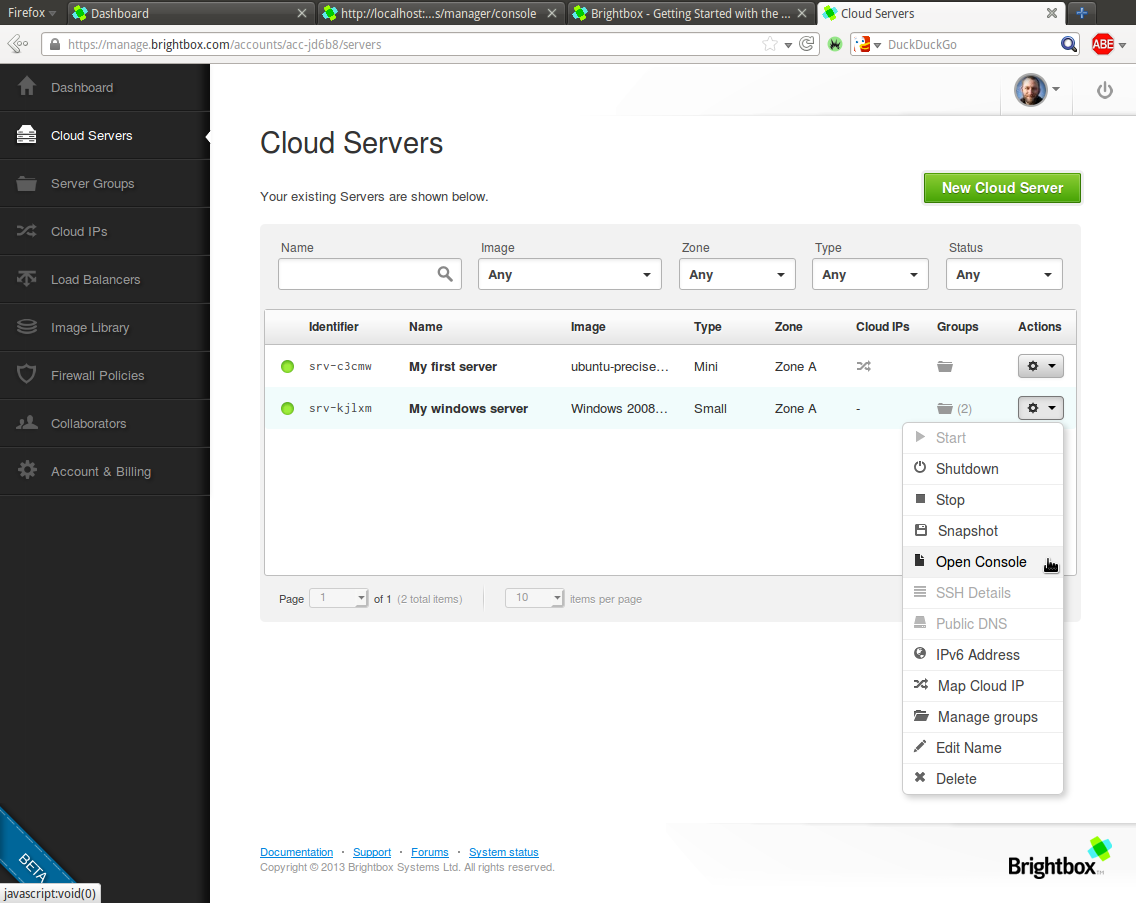 Firefox
Dashboard
http://localhost:...s/manager/console
Brightbox - Getting Started with the ...
Cloud Servers
https://manage.brightbox.com/accounts/acc-jd6b8/servers
DuckDuckGo
ABE
Dashboard
Cloud Servers
Server Groups
Cloud IPs
Load Balancers
Image Library
Firewall Policies
Collaborators
Account & Billing
Cloud Servers
Your existing Servers are shown below.
New Cloud Server
Name Image Zone Type Status
Any Any Any Any
Identifier Name Image Type Zone Cloud IPs Groups Actions
srv-c3cmw My first server ubuntu-precise... Mini Zone A
srv-kjlxm My windows server Windows 2008... Small Zone A - (2)
Start
Shutdown
Stop
Snapshot
Open Console
SSH Details
Public DNS
IPv6 Address
Map Cloud IP
Manage groups
Edit Name
Delete
Page 1 of 1 (2 total items) 10 items per page
Documentation · Support · Forums · System status
Copyright © 2013 Brightbox Systems Ltd. All rights reserved.
Brightbox™
BETA
javascript:void(0)